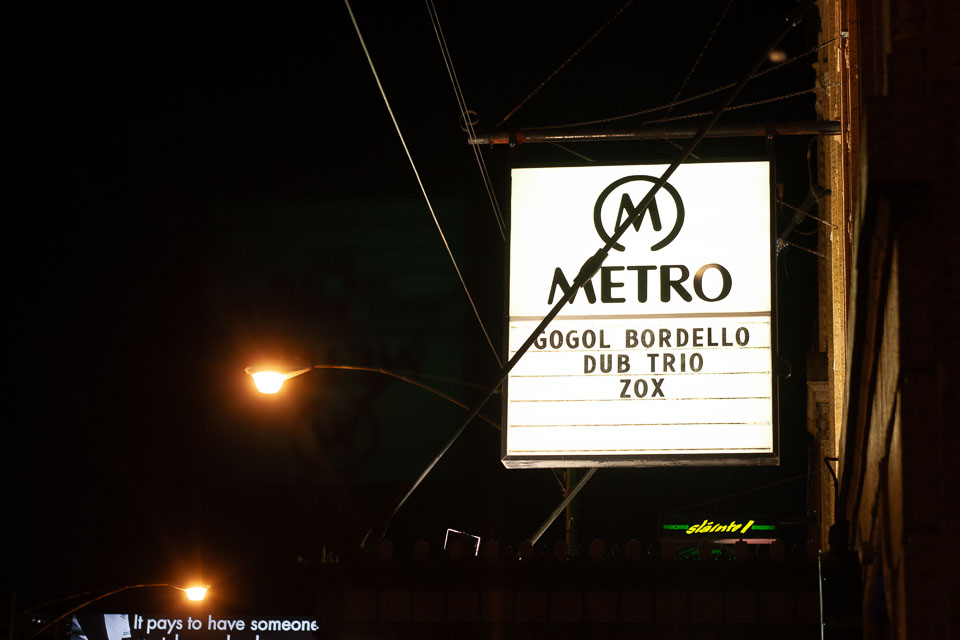 M
METRO
GOGOL BORDELLO
DUB TRIO
ZOX
sláinte!
It pays to have someone